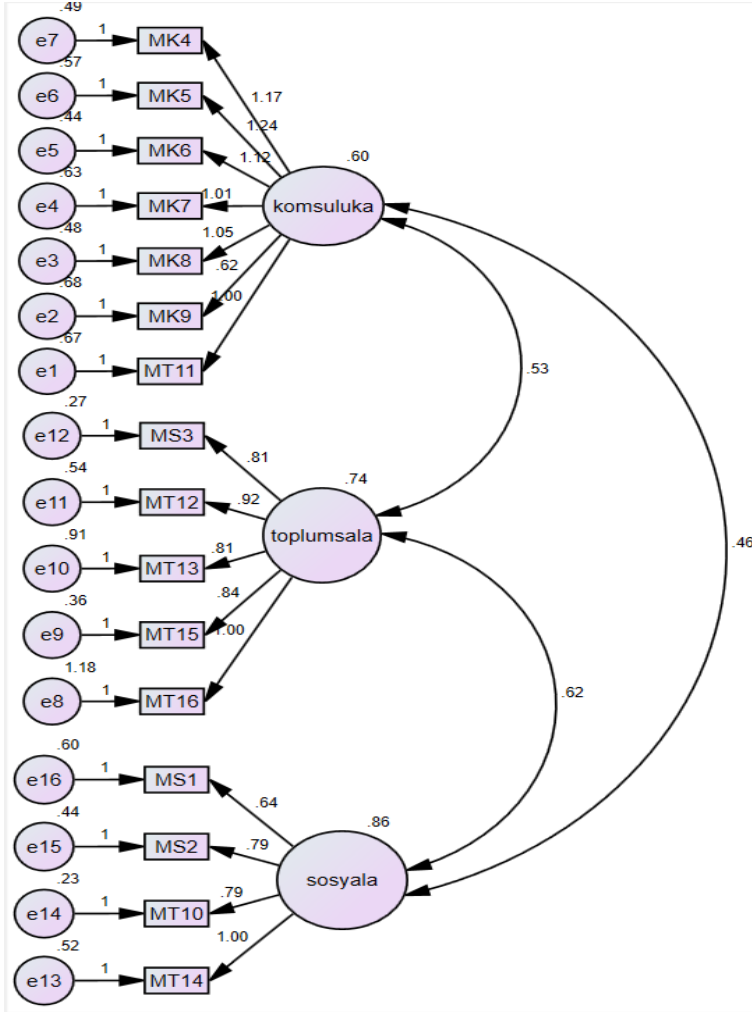 .49
e7 1 MK4
.57
e6 1 MK5
.44
e5 1 MK6
.63
e4 1 MK7
.48
e3 1 MK8
.68
e2 1 MK9
.67
e1 1 MT11
1.17
1.24
1.12
1.01
1.05
.62
1.00
.60
komsuluka
.27
e12 1 MS3
.54
e11 1 MT12
.91
e10 1 MT13
.36
e9 1 MT15
1.18
e8 1 MT16
.81
.92
.81
.84
1.00
.74
toplumsala
.53
.46
.62
.60
e16 1 MS1
.44
e15 1 MS2
.23
e14 1 MT10
.52
e13 1 MT14
.64
.79
.79
1.00
.86
sosyala